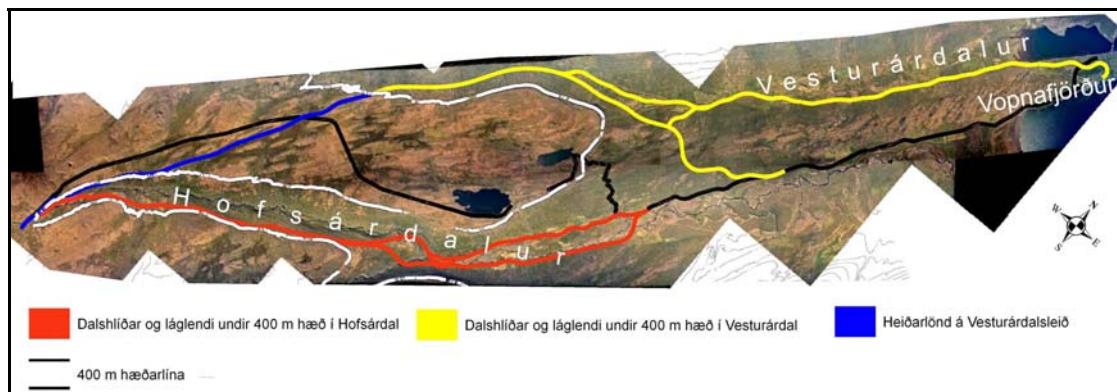 Vesturárdalur
Vopnafjörður
Hofsárdalur
N
W
E
S
Dalshlíðar og láglendi undir 400 m hæð í Hofsárdal
Dalshlíðar og láglendi undir 400 m hæð í Vesturárdal
Heiðarlönd á Vesturárdalsleið
400 m hæðarlína